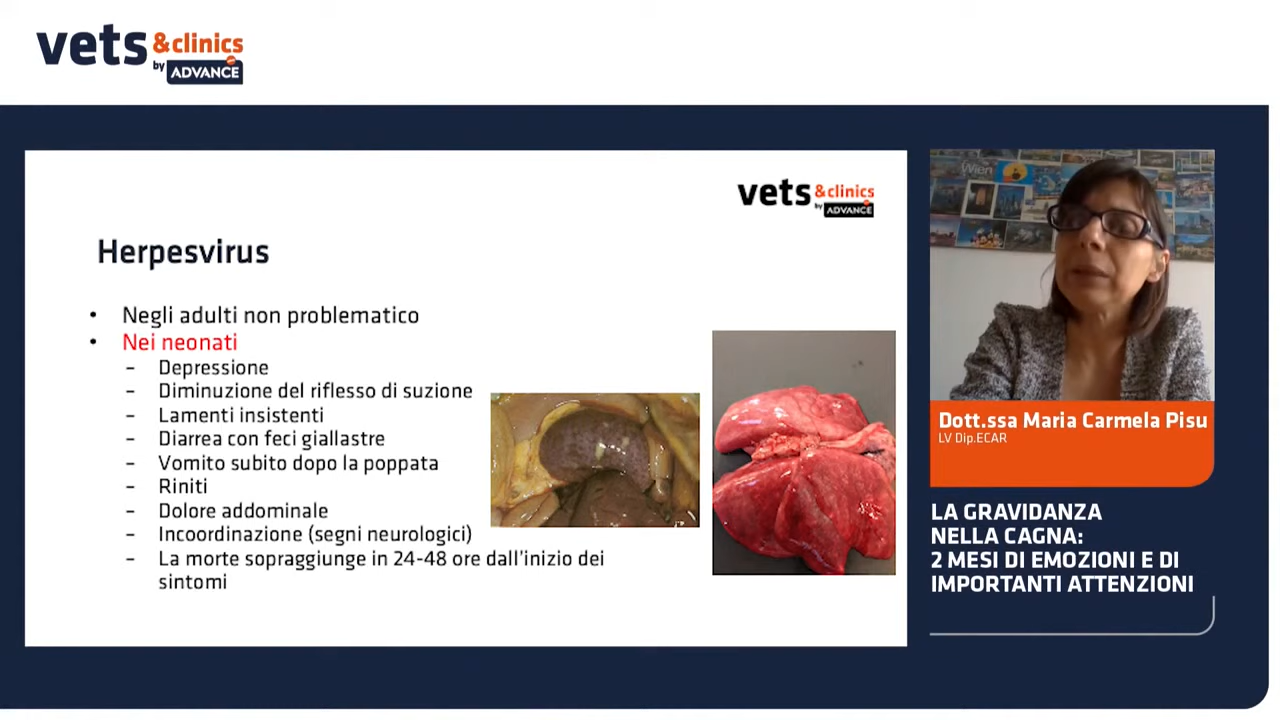 vets &clinics
by ADVANCE
vets &clinics
by ADVANCE
Herpesvirus
• Negli adulti non problematico
• Nei neonati
– Depressione
– Diminuzione del riflesso di suzione
– Lamenti insistenti
– Diarrea con feci giallastre
– Vomito subito dopo la poppata
– Riniti
– Dolore addominale
– Incoordinazione (segni neurologici)
– La morte sopraggiunge in 24-48 ore dall'inizio dei
sintomi
Wien
Dott.ssa Maria Carmela Pisu
LV Dip.ECAR
LA GRAVIDANZA
NELLA CAGNA:
2 MESI DI EMOZIONI E DI
IMPORTANTI ATTENZIONI